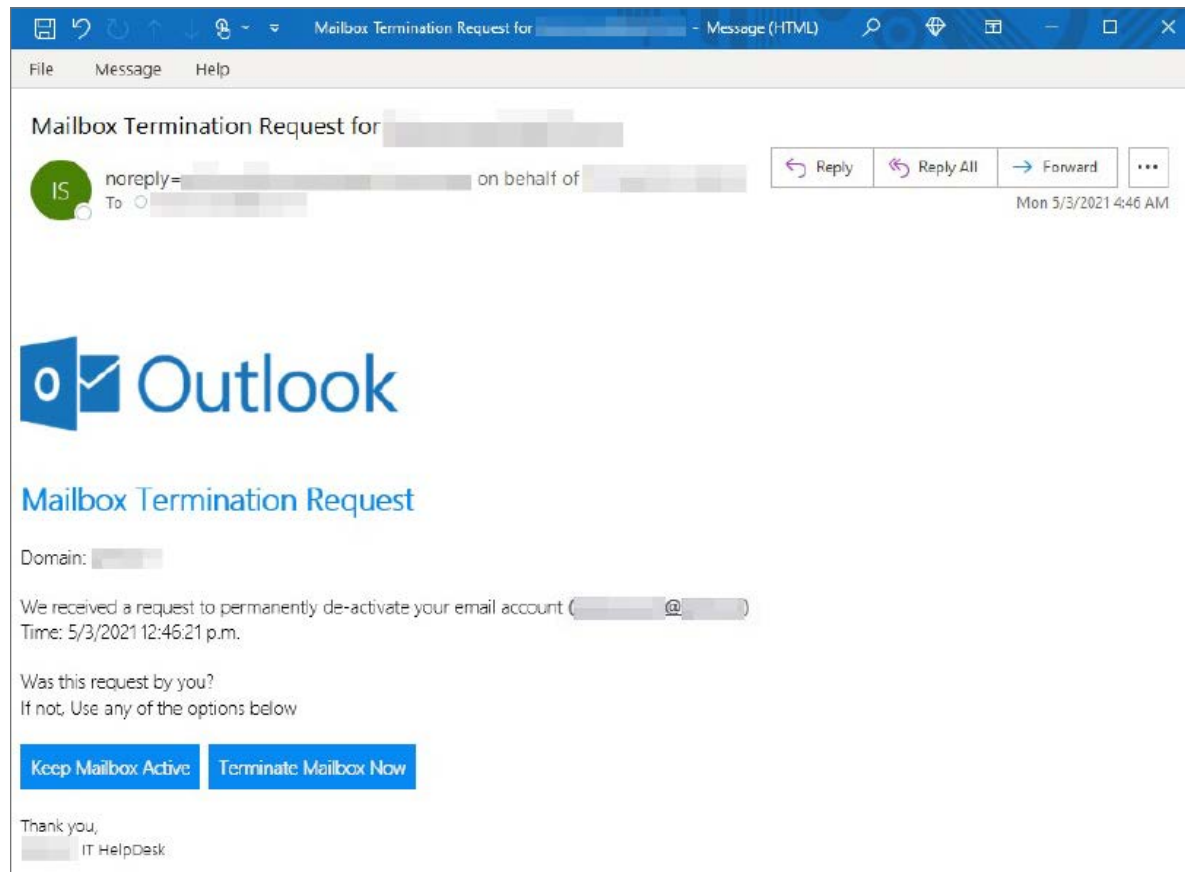 Mailbox Termination Request for - Message (HTML)
File Message Help
Mailbox Termination Request for
IS
noreply= on behalf of
To
Reply Reply All Forward ...
Mon 5/3/2021 4:46 AM
Outlook
Mailbox Termination Request
Domain:
We received a request to permanently de-activate your email account ( @ )
Time: 5/3/2021 12:46:21 p.m.
Was this request by you?
If not, Use any of the options below
Keep Mailbox Active Terminate Mailbox Now
Thank you,
IT HelpDesk